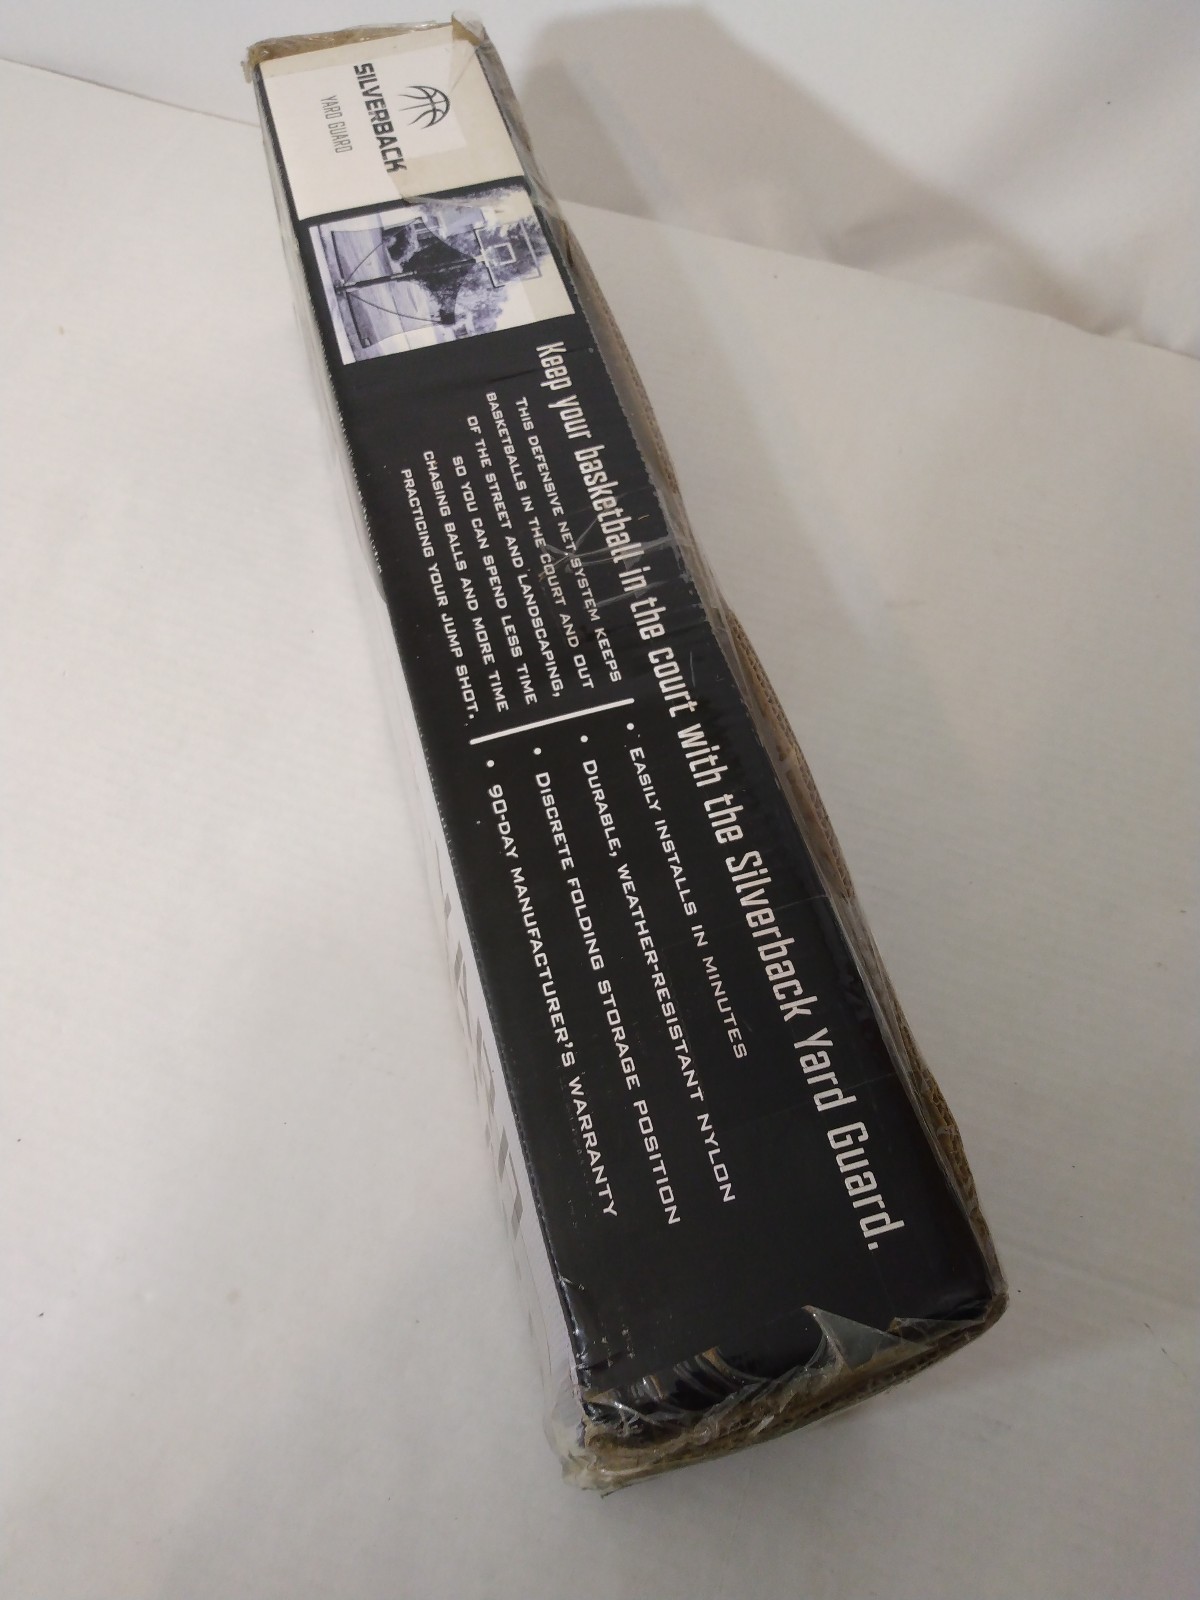 SILVERBACK
YARD GUARD
Keep your basketball in the court with the Silverback Yard Guard.
THIS DEFENSIVE NET SYSTEM KEEPS
BASKETBALLS IN THE COURT AND OUT
OF THE STREET AND LANDSCAPING,
SO YOU CAN SPEND LESS TIME
CHASING BALLS AND MORE TIME
PRACTICING YOUR JUMP SHOT.
• EASILY INSTALLS IN MINUTES
• DURABLE, WEATHER-RESISTANT NYLON
• DISCRETE FOLDING STORAGE POSITION
• 90-DAY MANUFACTURER'S WARRANTY